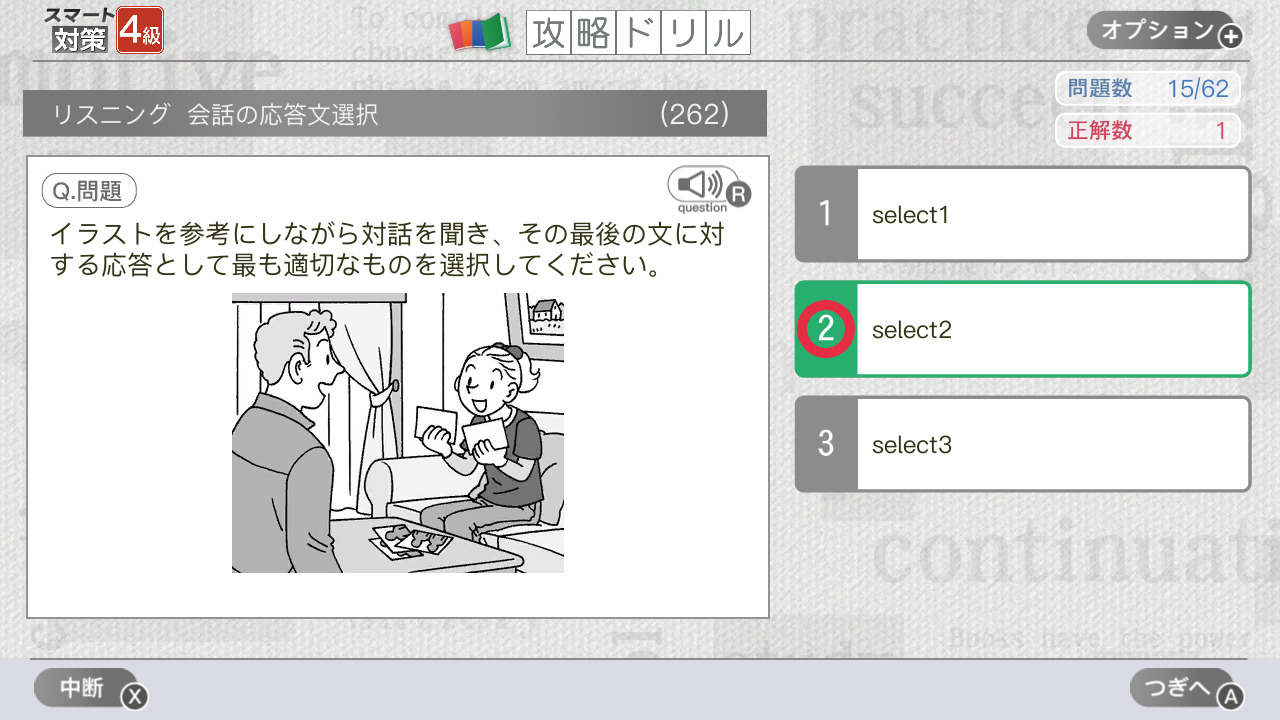 スマート
対策 4級
攻略ドリル
オプション
問題数 15/62
正解数 1
リスニング 会話の応答文選択 (262)
Q.問題
question R
イラストを参考にしながら対話を聞き、その最後の文に対
する応答として最も適切なものを選択してください。
1 select1
2 select2
3 select3
continuat
Books have the power
中断 X
つぎへ A